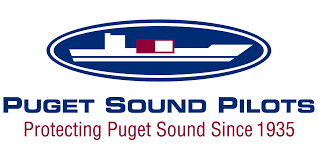 PUGET SOUND PILOTS
Protecting Puget Sound Since 1935